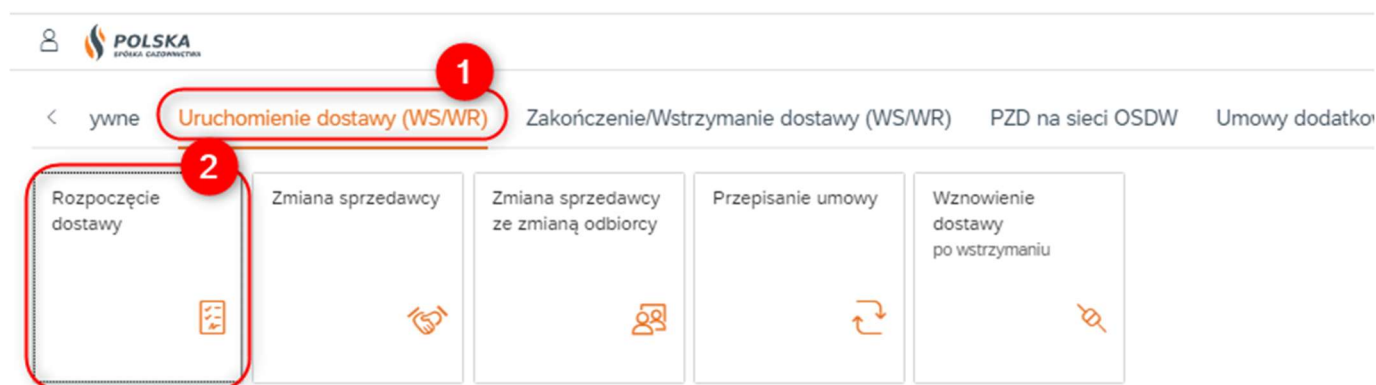 POLSKA
SPÓŁKA GAZOWNICTWA
1
ywne Uruchomienie dostawy (WS/WR) Zakończenie/Wstrzymanie dostawy (WS/WR) PZD na sieci OSDW Umowy dodatkow
2
Rozpoczęcie
dostawy
Zmiana sprzedawcy
Zmiana sprzedawcy
ze zmianą odbiorcy
Przepisanie umowy
Wznowienie
dostawy
po wstrzymaniu